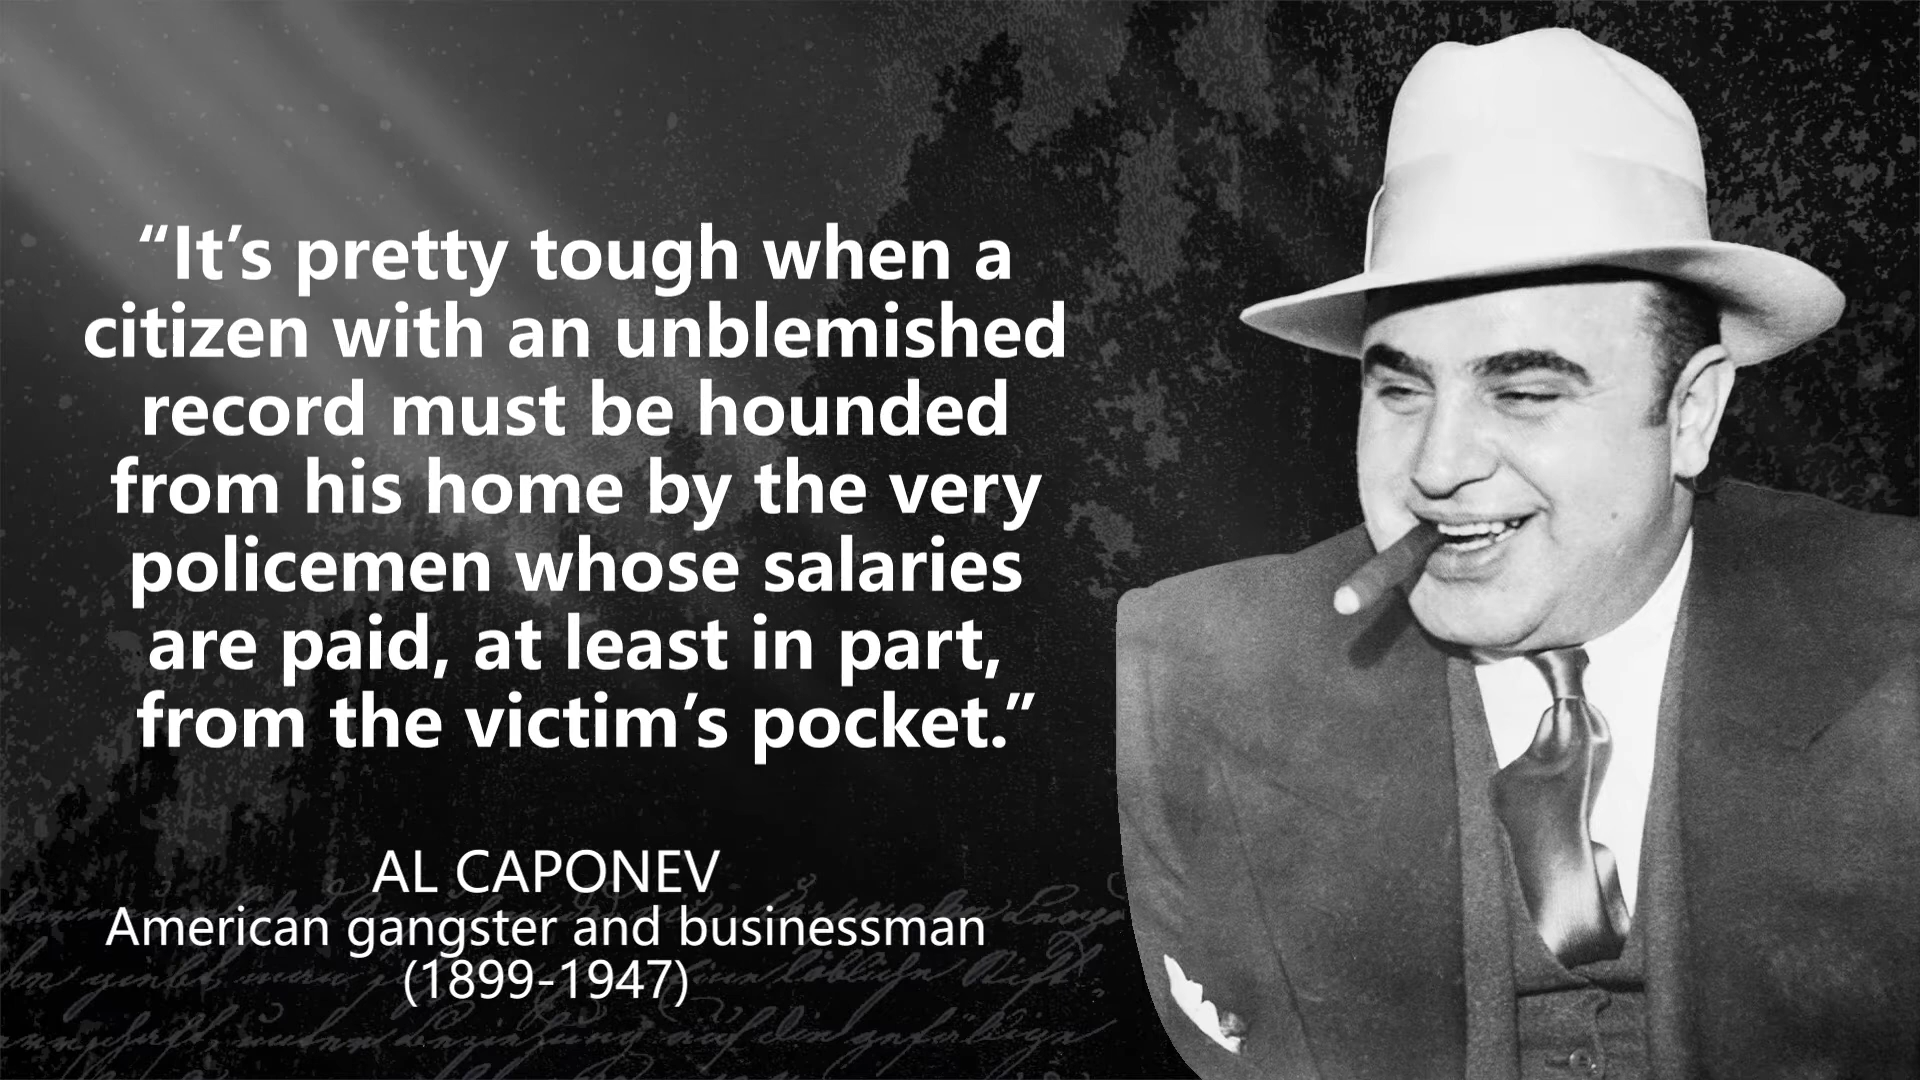 “It’s pretty tough when a
citizen with an unblemished
record must be hounded
from his home by the very
policemen whose salaries
are paid, at least in part,
from the victim’s pocket.”
AL CAPONEV
American gangster and businessman
(1899-1947)